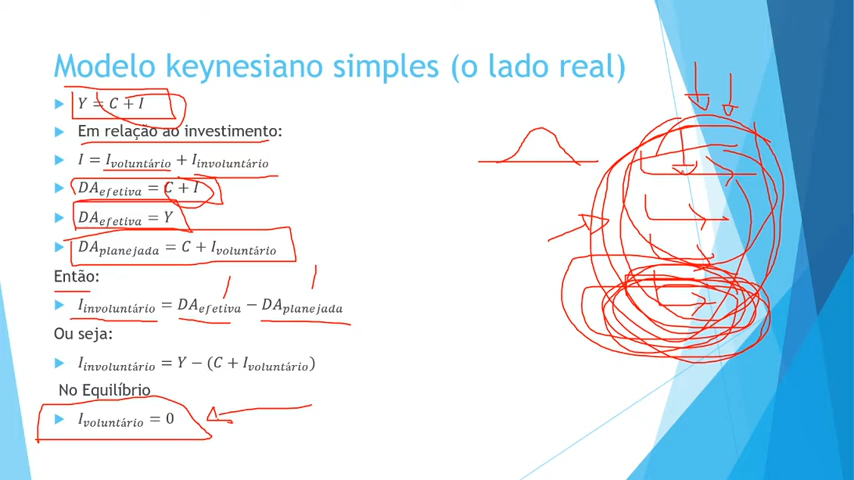 Modelo keynesiano simples (o lado real)
Y = C + I
Em relação ao investimento:
I = I_voluntário + I_involuntário
DA_efetiva = C + I
DA_efetiva = Y
DA_planejada = C + I_voluntário
Então:
I_involuntário = DA_efetiva − DA_planejada
Ou seja:
I_involuntário = Y − (C + I_voluntário)
No Equilíbrio
I_voluntário = 0